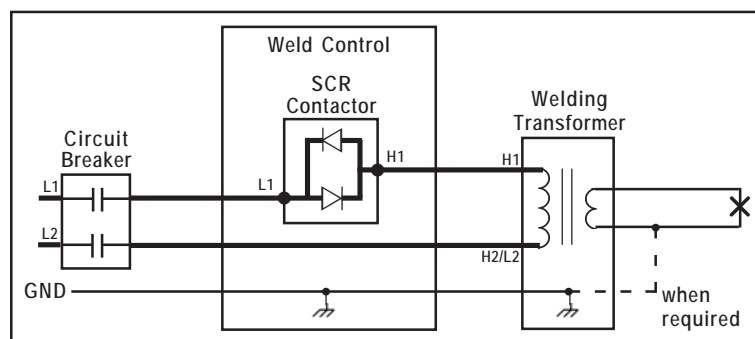 Weld Control
SCR
Contactor
Welding
Transformer
Circuit
Breaker
L1
L1
H1
H1
L2
H2/L2
GND
when
required